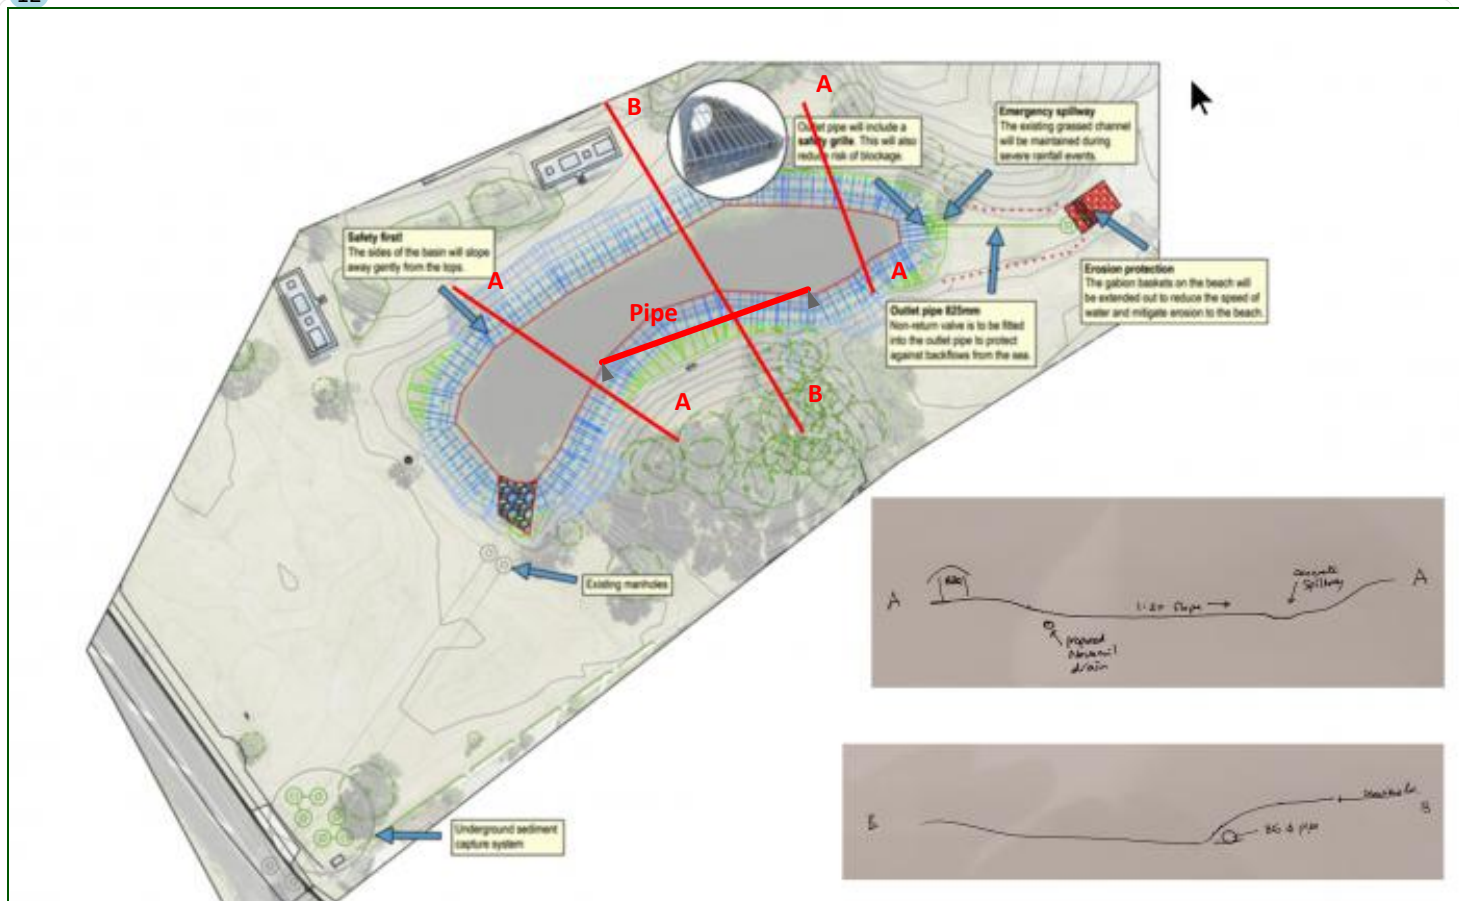 12
B
A
Outlet pipe will include a
safety grille. This will also
reduce risk of blockage.
Emergency spillway
The existing grassed channel
will be maintained during
severe rainfall events.
Safety first!
The sides of the basin will slope
away gently from the tops.
A
A
Erosion protection
The gabion baskets on the beach will
be extended out to reduce the speed of
water and mitigate erosion to the beach.
Pipe
Outlet pipe 825mm
Non-return valve is to be fitted
into the outlet pipe to protect
against backflows from the sea.
A
B
Existing manholes
A
1:20 slope
concrete
Spillway
A
proposed
drain
B
B
pipe
Underground sediment
capture system